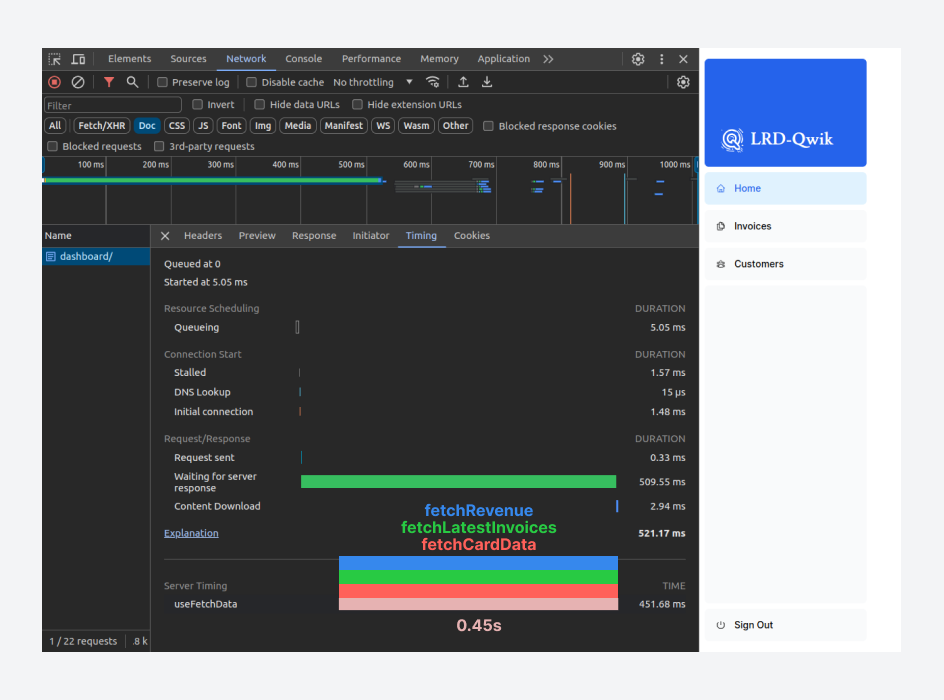 Elements Sources Network Console Performance Memory Application
Preserve log Disable cache No throttling
Filter Invert Hide data URLs Hide extension URLs
All Fetch/XHR Doc CSS JS Font Img Media Manifest WS Wasm Other Blocked response cookies
Blocked requests 3rd-party requests
100 ms 200 ms 300 ms 400 ms 500 ms 600 ms 700 ms 800 ms 900 ms 1000 ms
Name Headers Preview Response Initiator Timing Cookies
dashboard/
Queued at 0
Started at 5.05 ms
Resource Scheduling DURATION
Queueing 5.05 ms
Connection Start DURATION
Stalled 1.57 ms
DNS Lookup 15 μs
Initial connection 1.48 ms
Request/Response DURATION
Request sent 0.33 ms
Waiting for server
response 509.55 ms
Content Download 2.94 ms
fetchRevenue
fetchLatestInvoices
fetchCardData
Explanation 521.17 ms
Server Timing TIME
useFetchData 451.68 ms
0.45s
1 / 22 requests .8 k
LRD-Qwik
Home
Invoices
Customers
Sign Out